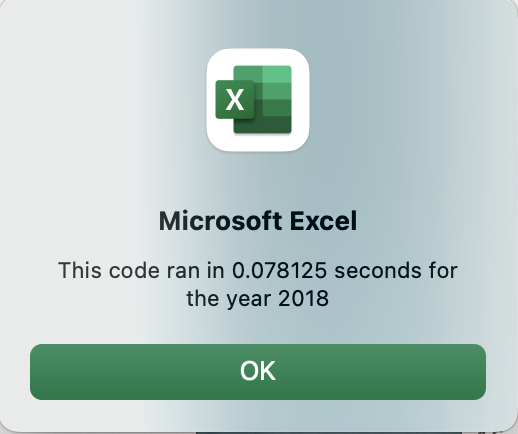 X
Microsoft Excel
This code ran in 0.078125 seconds for
the year 2018
OK